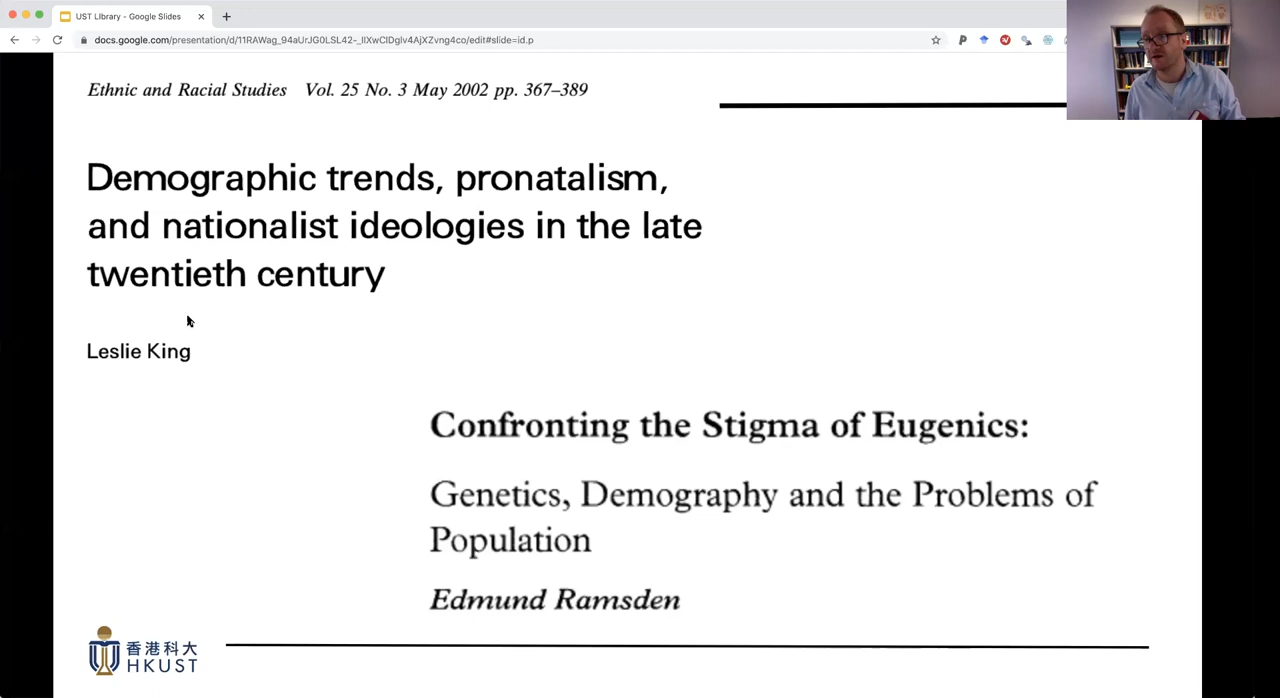 UST LIbrary - Google Slides
docs.google.com/presentation/d/11RAWag_94aUrJG0LSL42-_IIXwClDglv4AjXZvng4co/edit#slide=id.p
Ethnic and Racial Studies Vol. 25 No. 3 May 2002 pp. 367–389
Demographic trends, pronatalism,
and nationalist ideologies in the late
twentieth century
Leslie King
Confronting the Stigma of Eugenics:
Genetics, Demography and the Problems of
Population
Edmund Ramsden
香港科大
HKUST